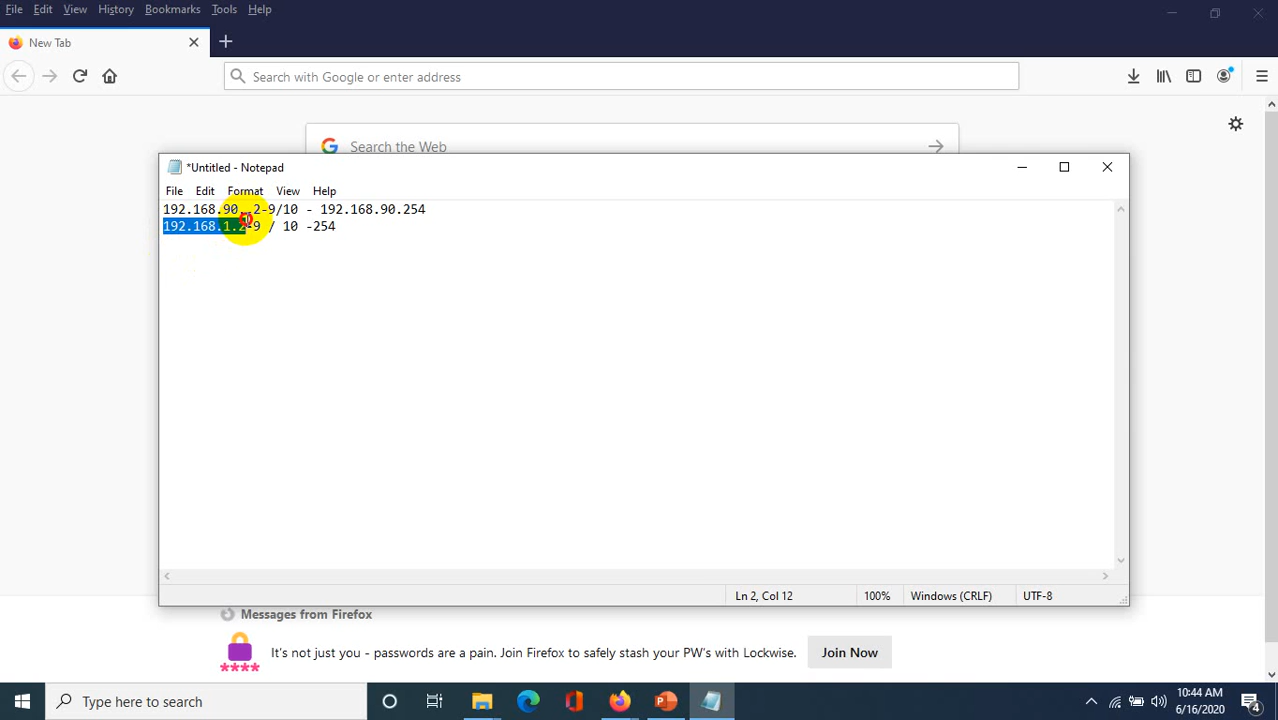 File Edit View History Bookmarks Tools Help
New Tab
Search with Google or enter address
Search the Web
*Untitled - Notepad
File Edit Format View Help
192.168.90 .2-9/10 - 192.168.90.254
192.168.1.2-9 / 10 -254
Ln 2, Col 12 100% Windows (CRLF) UTF-8
Messages from Firefox
**** It's not just you - passwords are a pain. Join Firefox to safely stash your PW's with Lockwise. Join Now
Type here to search
10:44 AM
6/16/2020
4